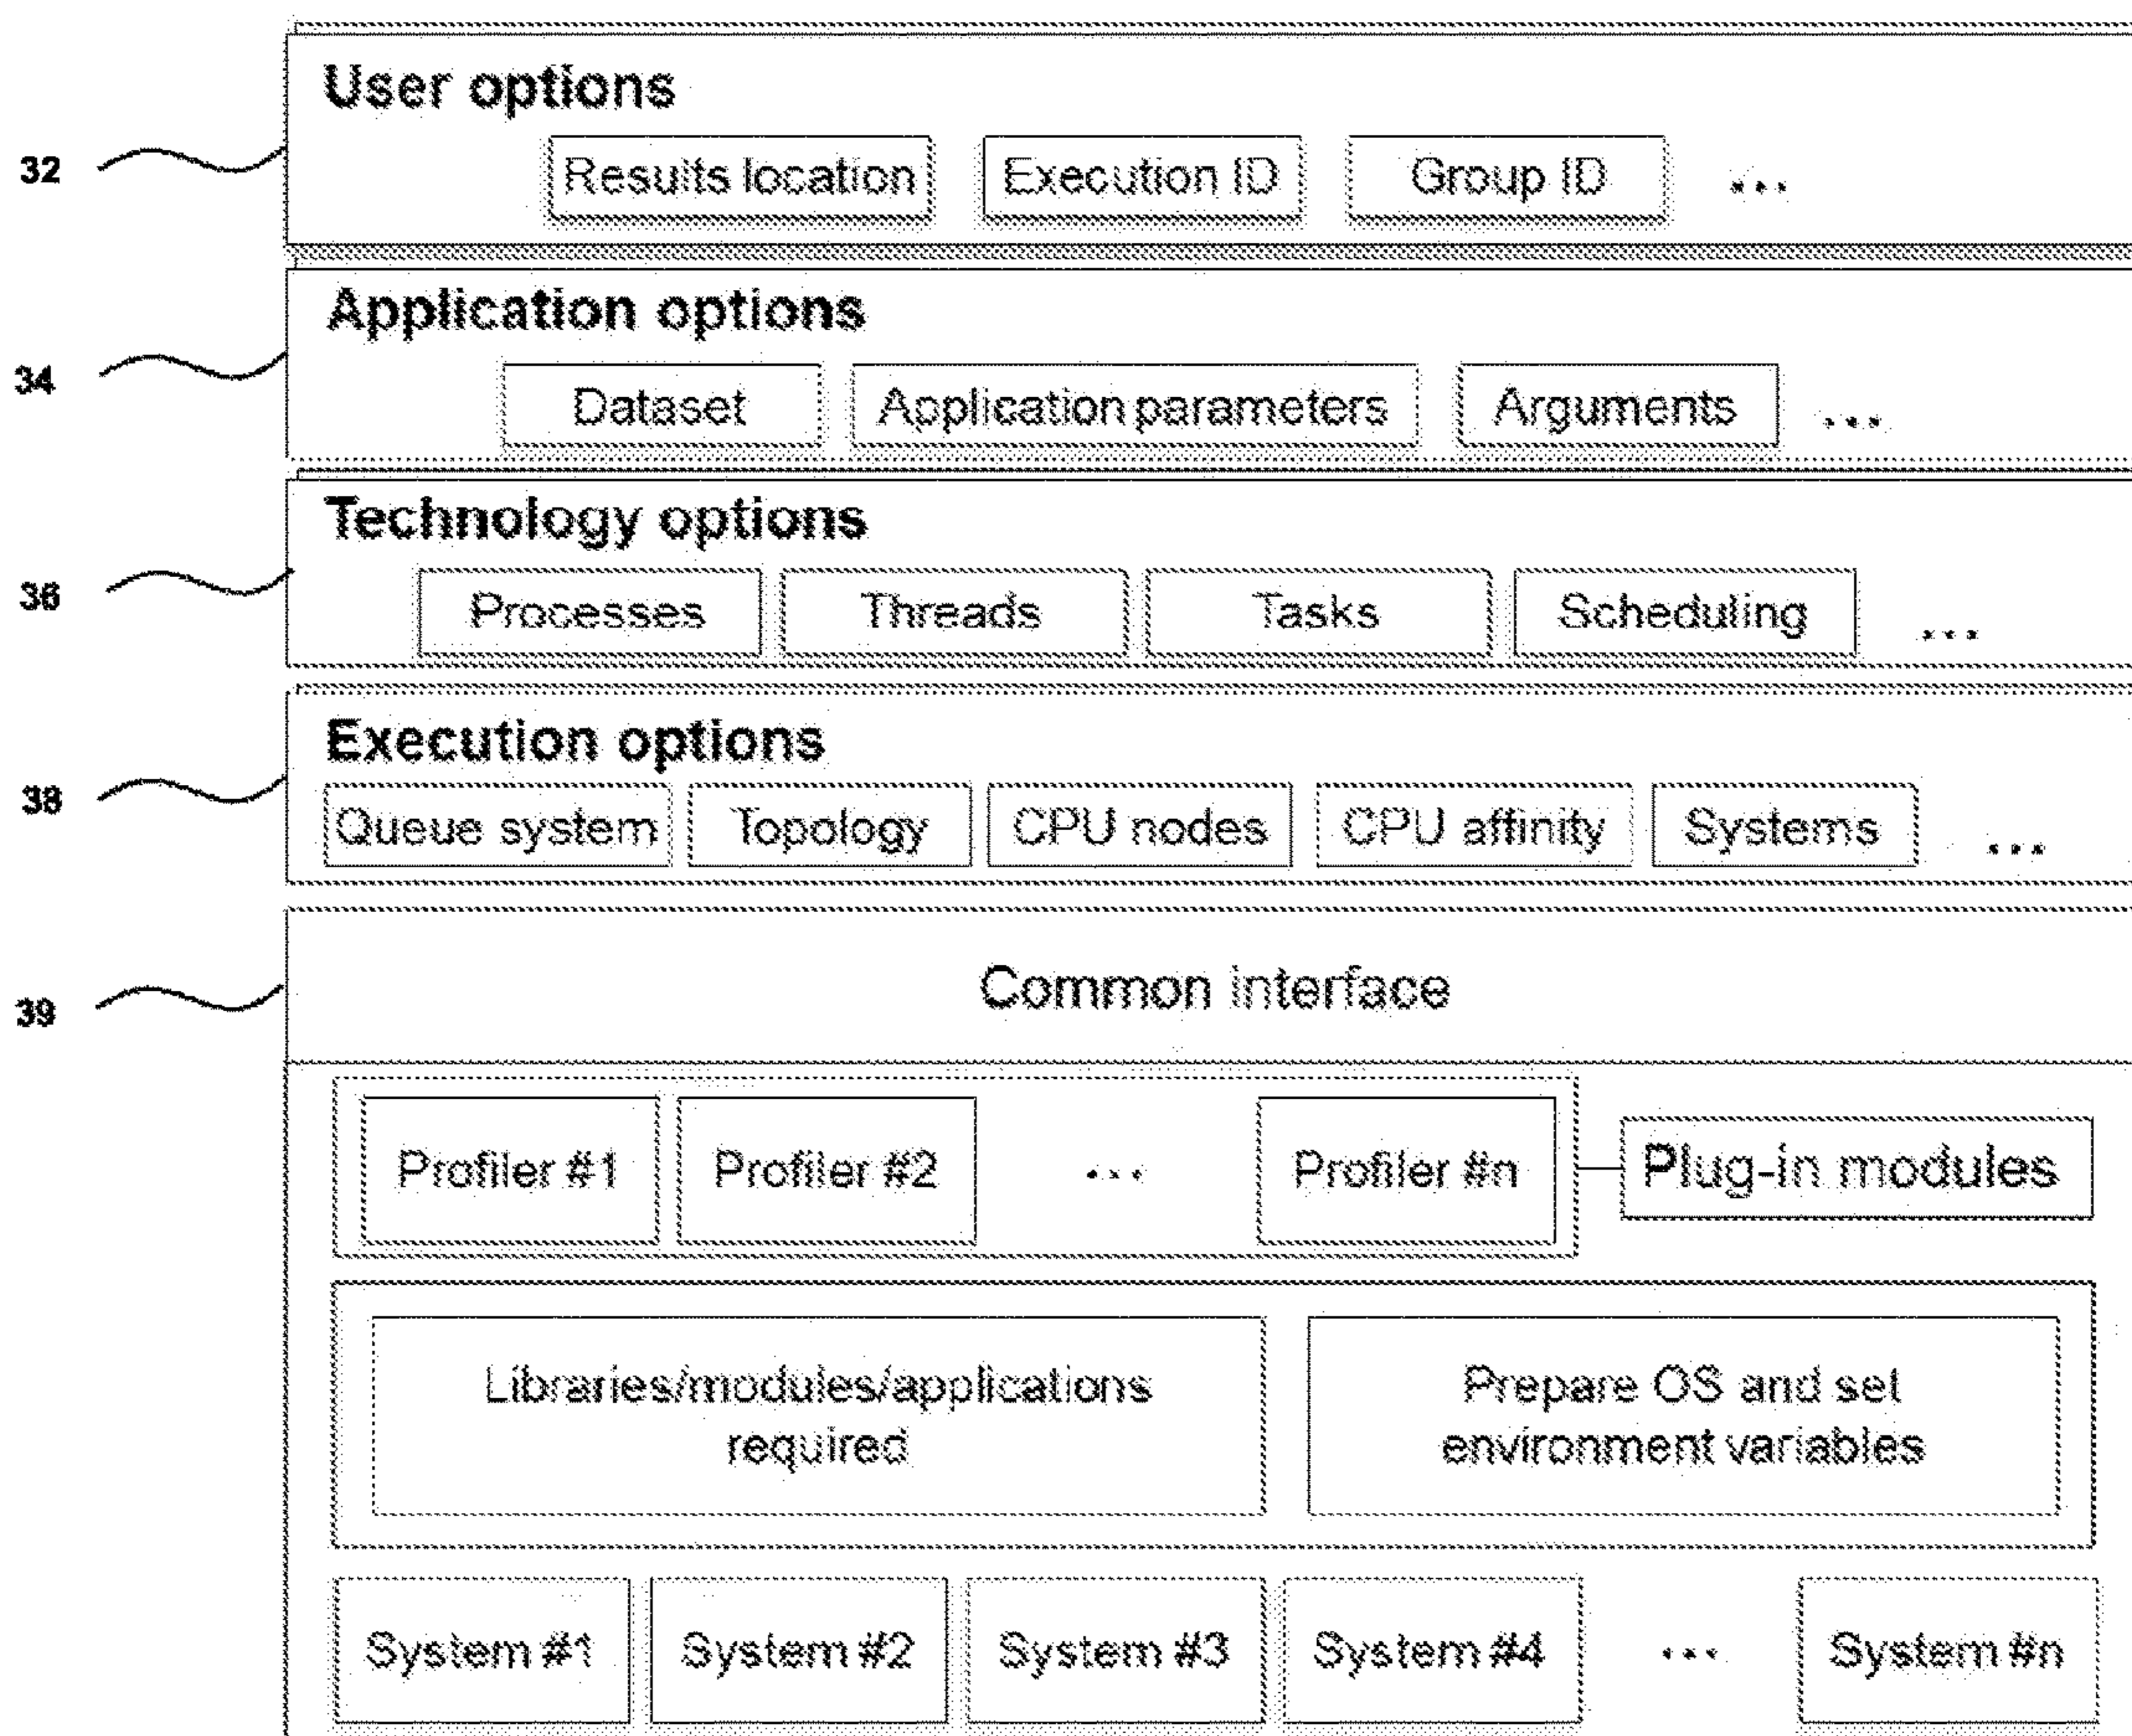 User options
32
Results location Execution ID Group ID ...
Application options
34
Dataset Application parameters Arguments ...
Technology options
36
Processes Threads Tasks Scheduling ...
Execution options
38
Queue system Topology CPU nodes CPU affinity Systems ...
39
Common interface
Profiler #1 Profiler #2 ... Profiler #n Plug-in modules
Libraries/modules/applications
required
Prepare OS and set
environment variables
System #1 System #2 System #3 System #4 ... System #n